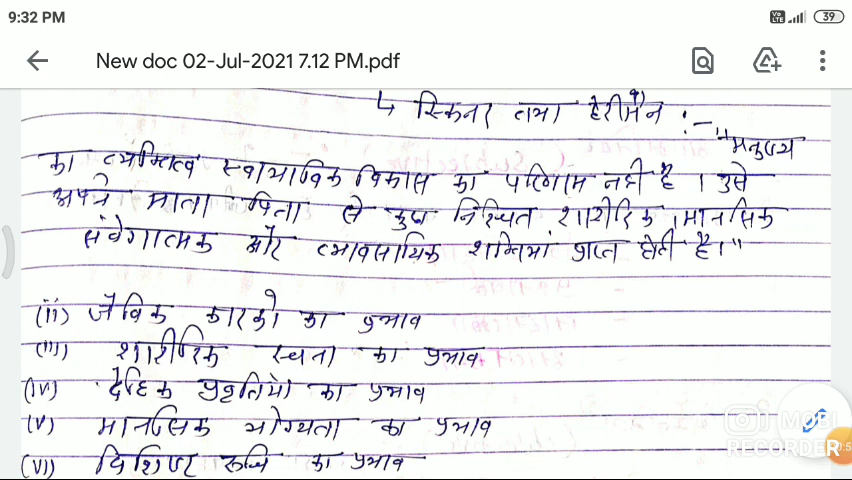 9:32 PM
39
New doc 02-Jul-2021 7.12 PM.pdf
↳ स्किनर तथा हैरीमैन :- "मनुष्य
का व्यक्तित्व स्वाभाविक विकास का परिणाम नहीं है । उसे
अपने माता पिता से कुछ निश्चित शारीरिक, मानसिक
संवेगात्मक और व्यावसायिक शक्तियां प्राप्त होती है।"
(ii) जैविक कारकों का प्रभाव
(iii) शारीरिक रचना का प्रभाव
(iv) दैहिक प्रवृतियों का प्रभाव
(v) मानसिक योग्यता का प्रभाव
(vi) विशिष्ट रूचि का प्रभाव
MOBI
RECORDER